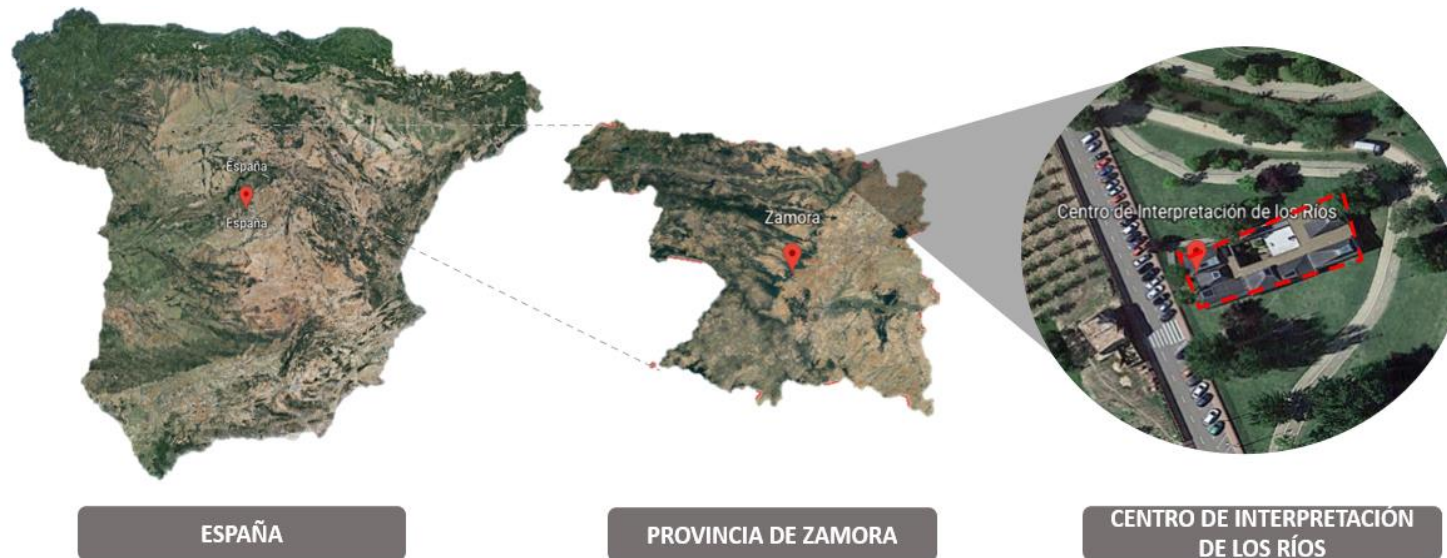 España
España
Zamora
Centro de Interpretación de los Ríos
ESPAÑA
PROVINCIA DE ZAMORA
CENTRO DE INTERPRETACIÓN
DE LOS RÍOS